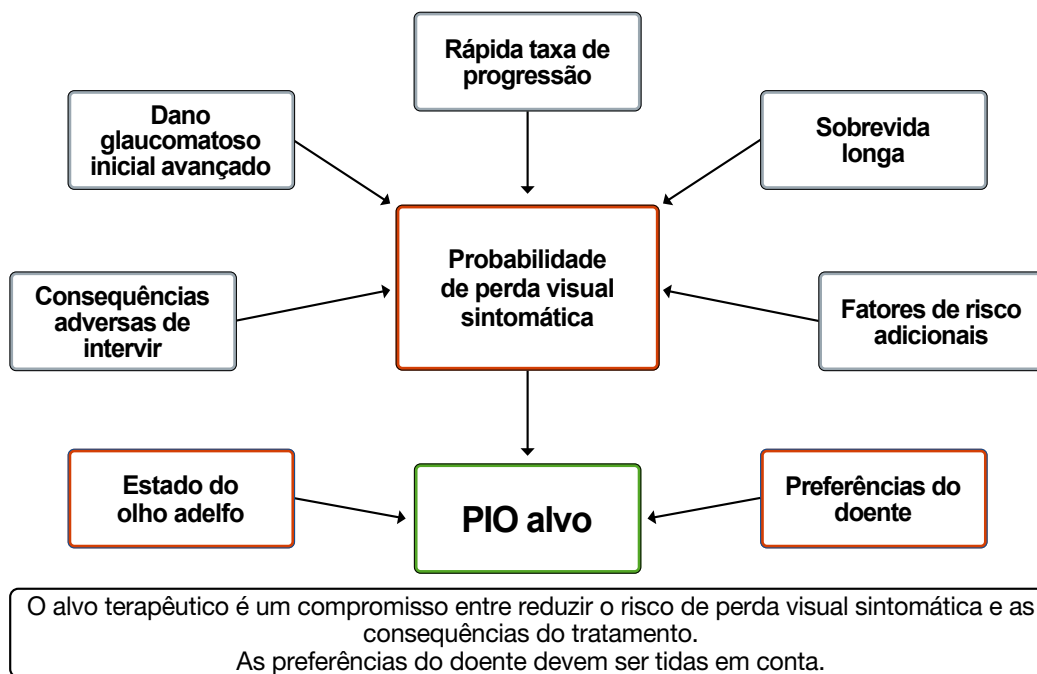 Rápida taxa de
progressão
Dano
glaucomatoso
inicial avançado
Sobrevida
longa
Probabilidade
de perda visual
sintomática
Consequências
adversas de
intervir
Fatores de risco
adicionais
Estado do
olho adelfo
PIO alvo
Preferências do
doente
O alvo terapêutico é um compromisso entre reduzir o risco de perda visual sintomática e as
consequências do tratamento.
As preferências do doente devem ser tidas em conta.